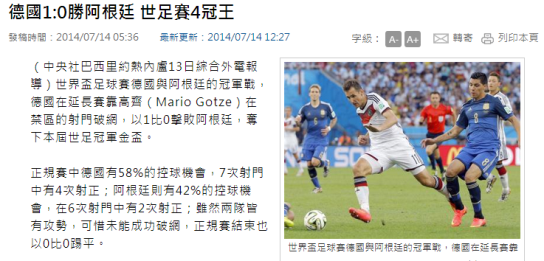 德國1:0勝阿根廷 世足賽4冠王
發稿時間：2014/07/14 05:36 最新更新：2014/07/14 12:27 字級： A- A+ 轉寄 列印本頁
（中央社巴西里約熱內盧13日綜合外電報
導）世界盃足球賽德國與阿根廷的冠軍戰，
德國在延長賽靠高齊（Mario Gotze）在
禁區的射門破網，以1比0擊敗阿根廷，奪
下本屆世足冠軍金盃。
正規賽中德國有58%的控球機會，7次射門
中有4次射正；阿根廷則有42%的控球機
會，在6次射門中有2次射正；雖然兩隊皆
有攻勢，可惜未能成功破網，正規賽結束也
以0比0踢平。
世界盃足球賽德國與阿根廷的冠軍戰，德國在延長賽靠